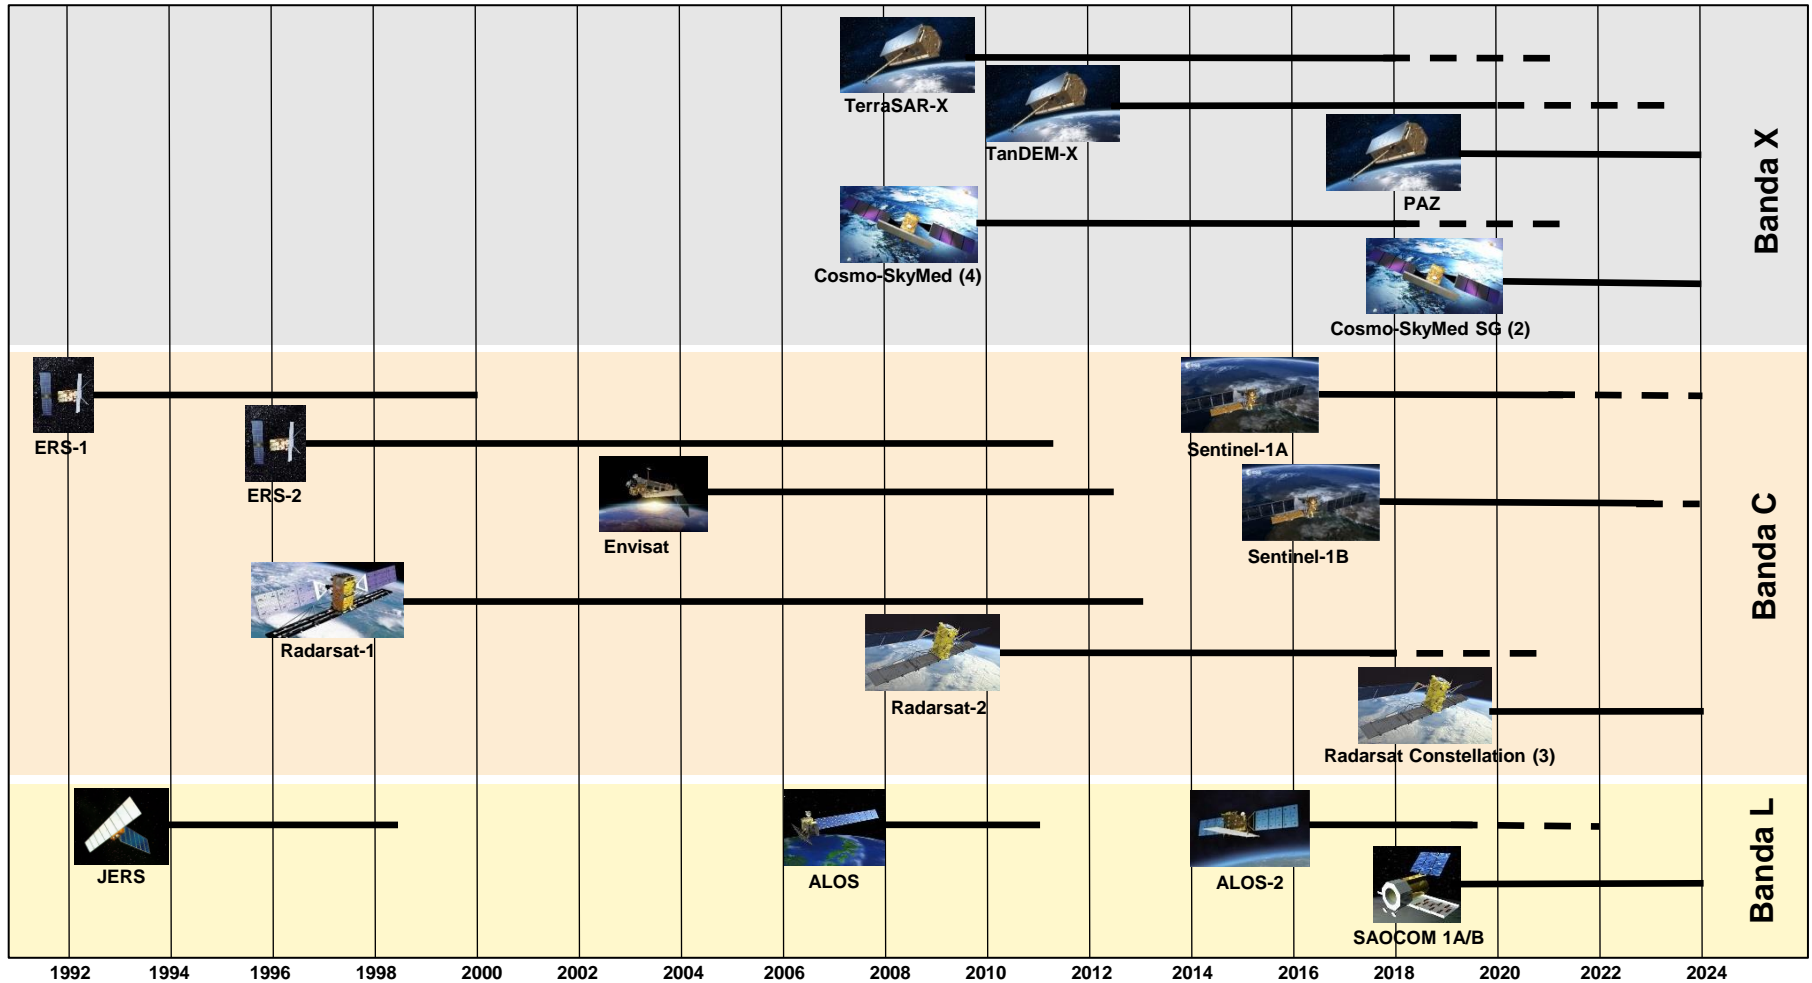 TerraSAR-X
TanDEM-X
PAZ
Cosmo-SkyMed (4)
Cosmo-SkyMed SG (2)
Banda X
ERS-1
ERS-2
Envisat
Sentinel-1A
Sentinel-1B
Radarsat-1
Radarsat-2
Radarsat Constellation (3)
Banda C
JERS
ALOS
ALOS-2
SAOCOM 1A/B
Banda L
1992 1994 1996 1998 2000 2002 2004 2006 2008 2010 2012 2014 2016 2018 2020 2022 2024